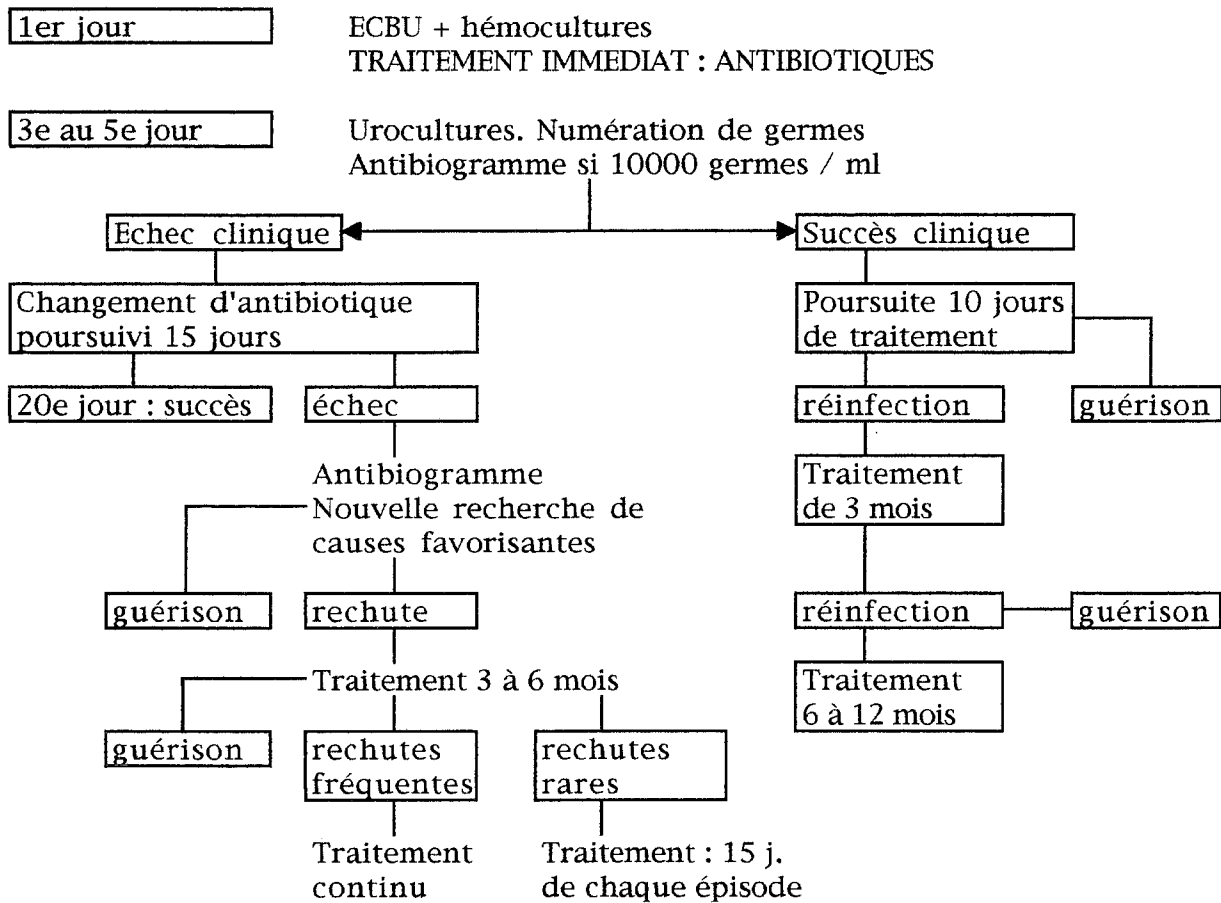 1er jour
ECBU + hémocultures
TRAITEMENT IMMEDIAT : ANTIBIOTIQUES
3e au 5e jour
Urocultures. Numération de germes
Antibiogramme si 10000 germes / ml
Echec clinique
Succès clinique
Changement d'antibiotique
poursuivi 15 jours
Poursuite 10 jours
de traitement
20e jour : succès
échec
réinfection
guérison
Antibiogramme
Nouvelle recherche de
causes favorisantes
Traitement
de 3 mois
guérison
rechute
réinfection
guérison
Traitement 3 à 6 mois
Traitement
6 à 12 mois
guérison
rechutes
fréquentes
rechutes
rares
Traitement
continu
Traitement : 15 j.
de chaque épisode